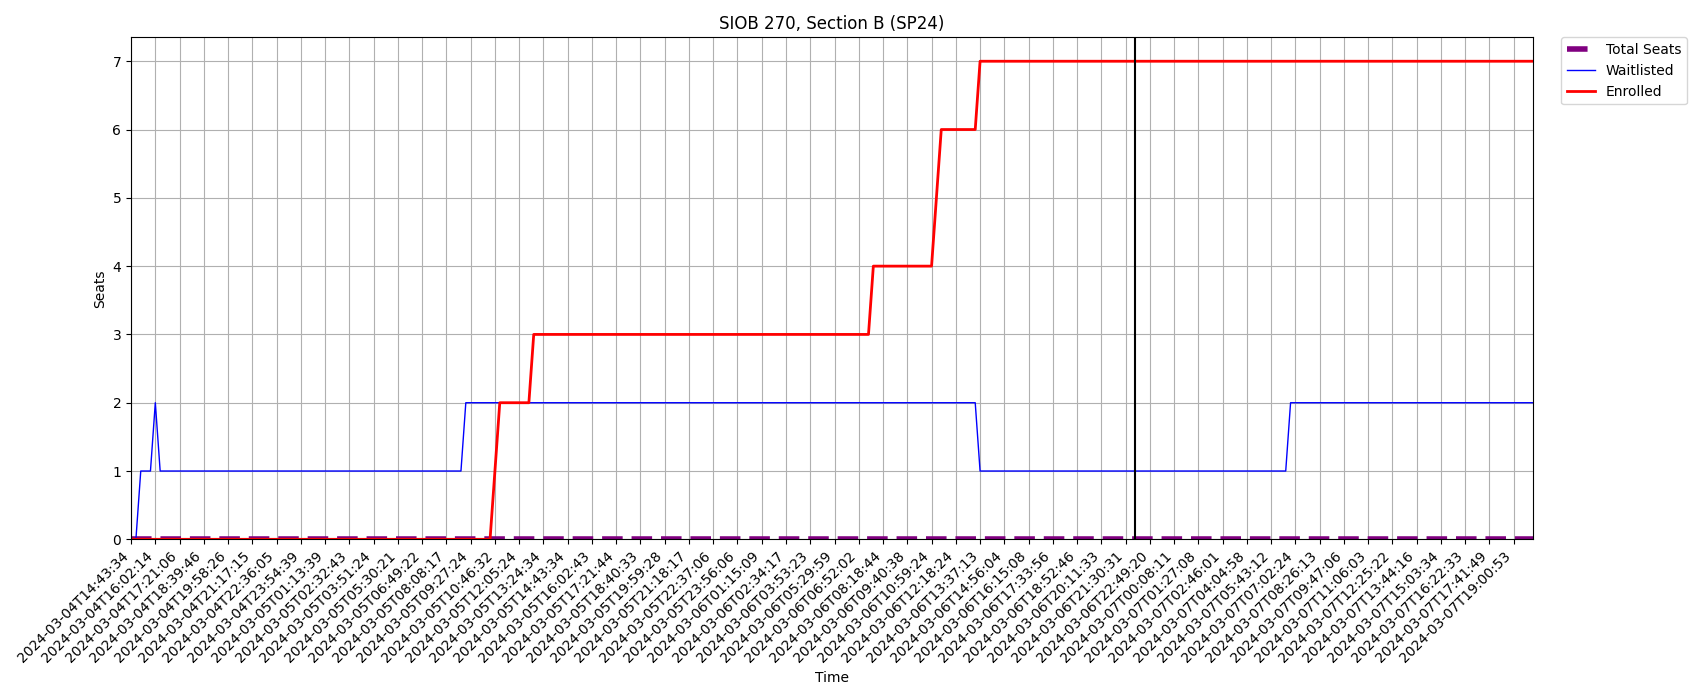 SIOB 270, Section B (SP24)
Total Seats
Waitlisted
Enrolled
7
6
5
4
3
2
1
0
Seats
2024-03-04T14:43:34
2024-03-04T16:02:14
2024-03-04T17:21:06
2024-03-04T18:39:46
2024-03-04T19:58:26
2024-03-04T21:17:15
2024-03-04T22:36:05
2024-03-04T23:54:39
2024-03-05T01:13:39
2024-03-05T02:32:43
2024-03-05T03:51:24
2024-03-05T05:30:21
2024-03-05T06:49:22
2024-03-05T08:08:17
2024-03-05T09:27:24
2024-03-05T10:46:32
2024-03-05T12:05:24
2024-03-05T13:24:34
2024-03-05T14:43:34
2024-03-05T16:02:43
2024-03-05T17:21:44
2024-03-05T18:40:33
2024-03-05T19:59:28
2024-03-05T21:18:17
2024-03-05T22:37:06
2024-03-05T23:56:06
2024-03-06T01:15:09
2024-03-06T02:34:17
2024-03-06T03:53:23
2024-03-06T05:29:59
2024-03-06T06:52:02
2024-03-06T08:18:44
2024-03-06T09:40:38
2024-03-06T10:59:24
2024-03-06T12:18:24
2024-03-06T13:37:13
2024-03-06T14:56:04
2024-03-06T16:15:08
2024-03-06T17:33:56
2024-03-06T18:52:46
2024-03-06T20:11:33
2024-03-06T21:30:31
2024-03-06T22:49:20
2024-03-07T00:08:11
2024-03-07T01:27:08
2024-03-07T02:46:01
2024-03-07T04:04:58
2024-03-07T05:43:12
2024-03-07T07:02:24
2024-03-07T08:26:13
2024-03-07T09:47:06
2024-03-07T11:06:03
2024-03-07T12:25:22
2024-03-07T13:44:16
2024-03-07T15:03:34
2024-03-07T16:22:33
2024-03-07T17:41:49
2024-03-07T19:00:53
Time